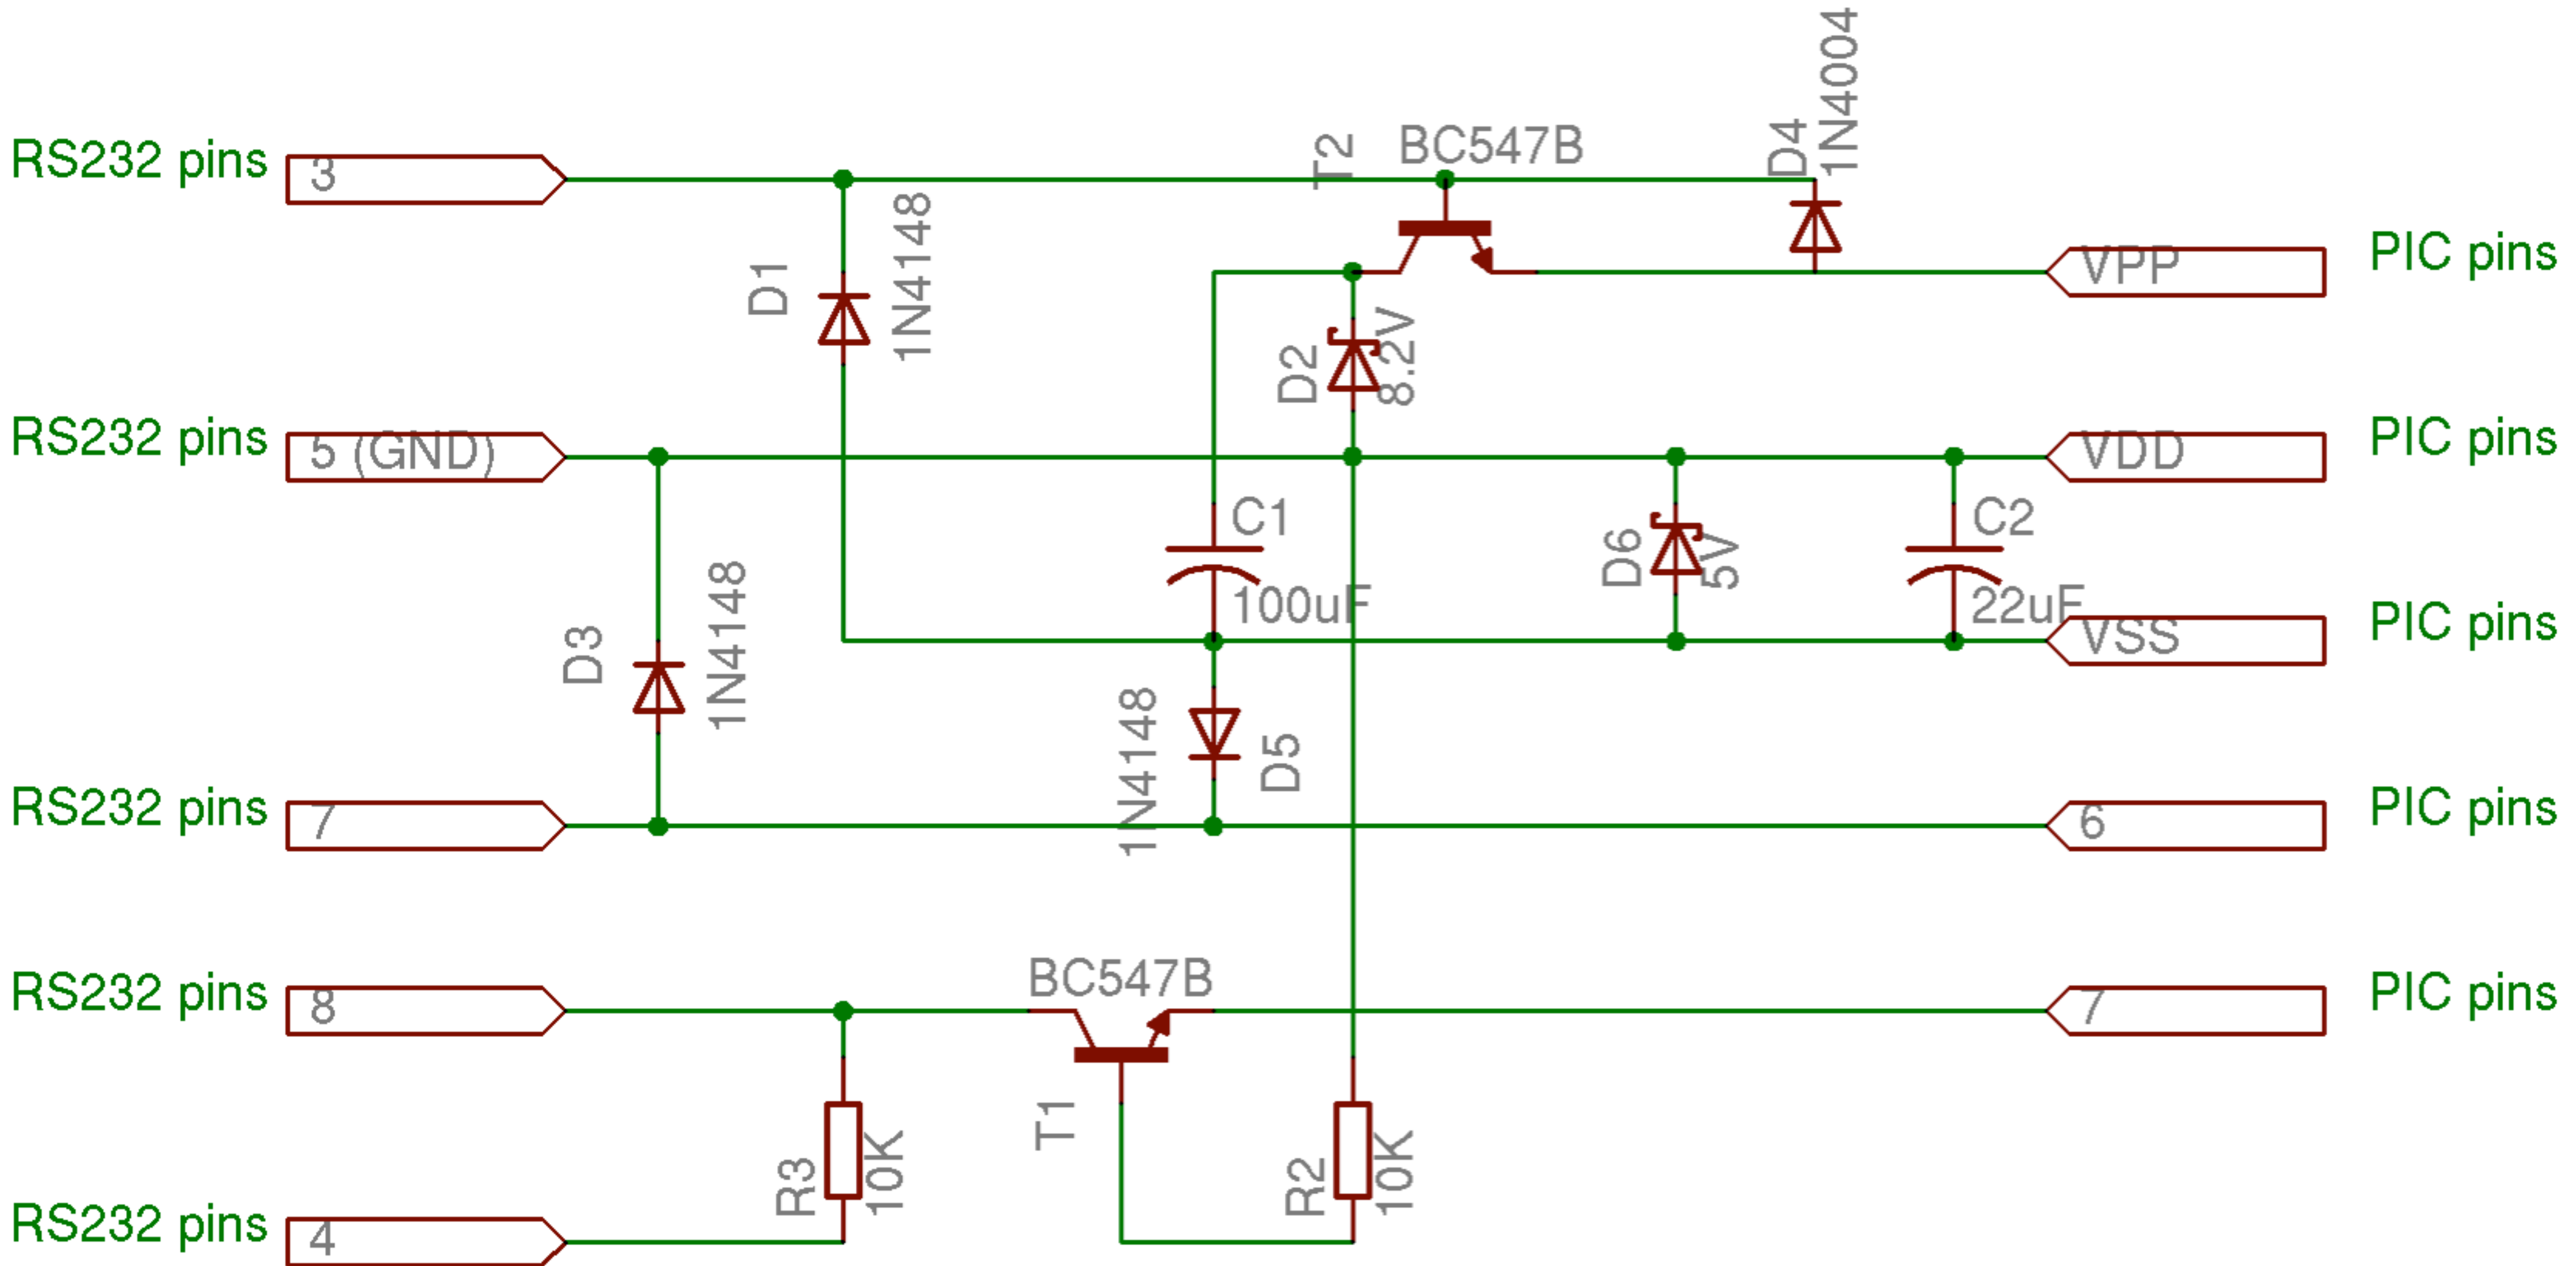 RS232 pins
3
D1
1N4148
T2
BC547B
D4
1N4004
VPP
PIC pins
D2
8.2V
RS232 pins
5 (GND)
VDD
PIC pins
C1
100uF
D6
5V
C2
22uF
D3
1N4148
VSS
PIC pins
1N4148
D5
RS232 pins
7
6
PIC pins
RS232 pins
8
BC547B
7
PIC pins
T1
R3
10K
R2
10K
RS232 pins
4